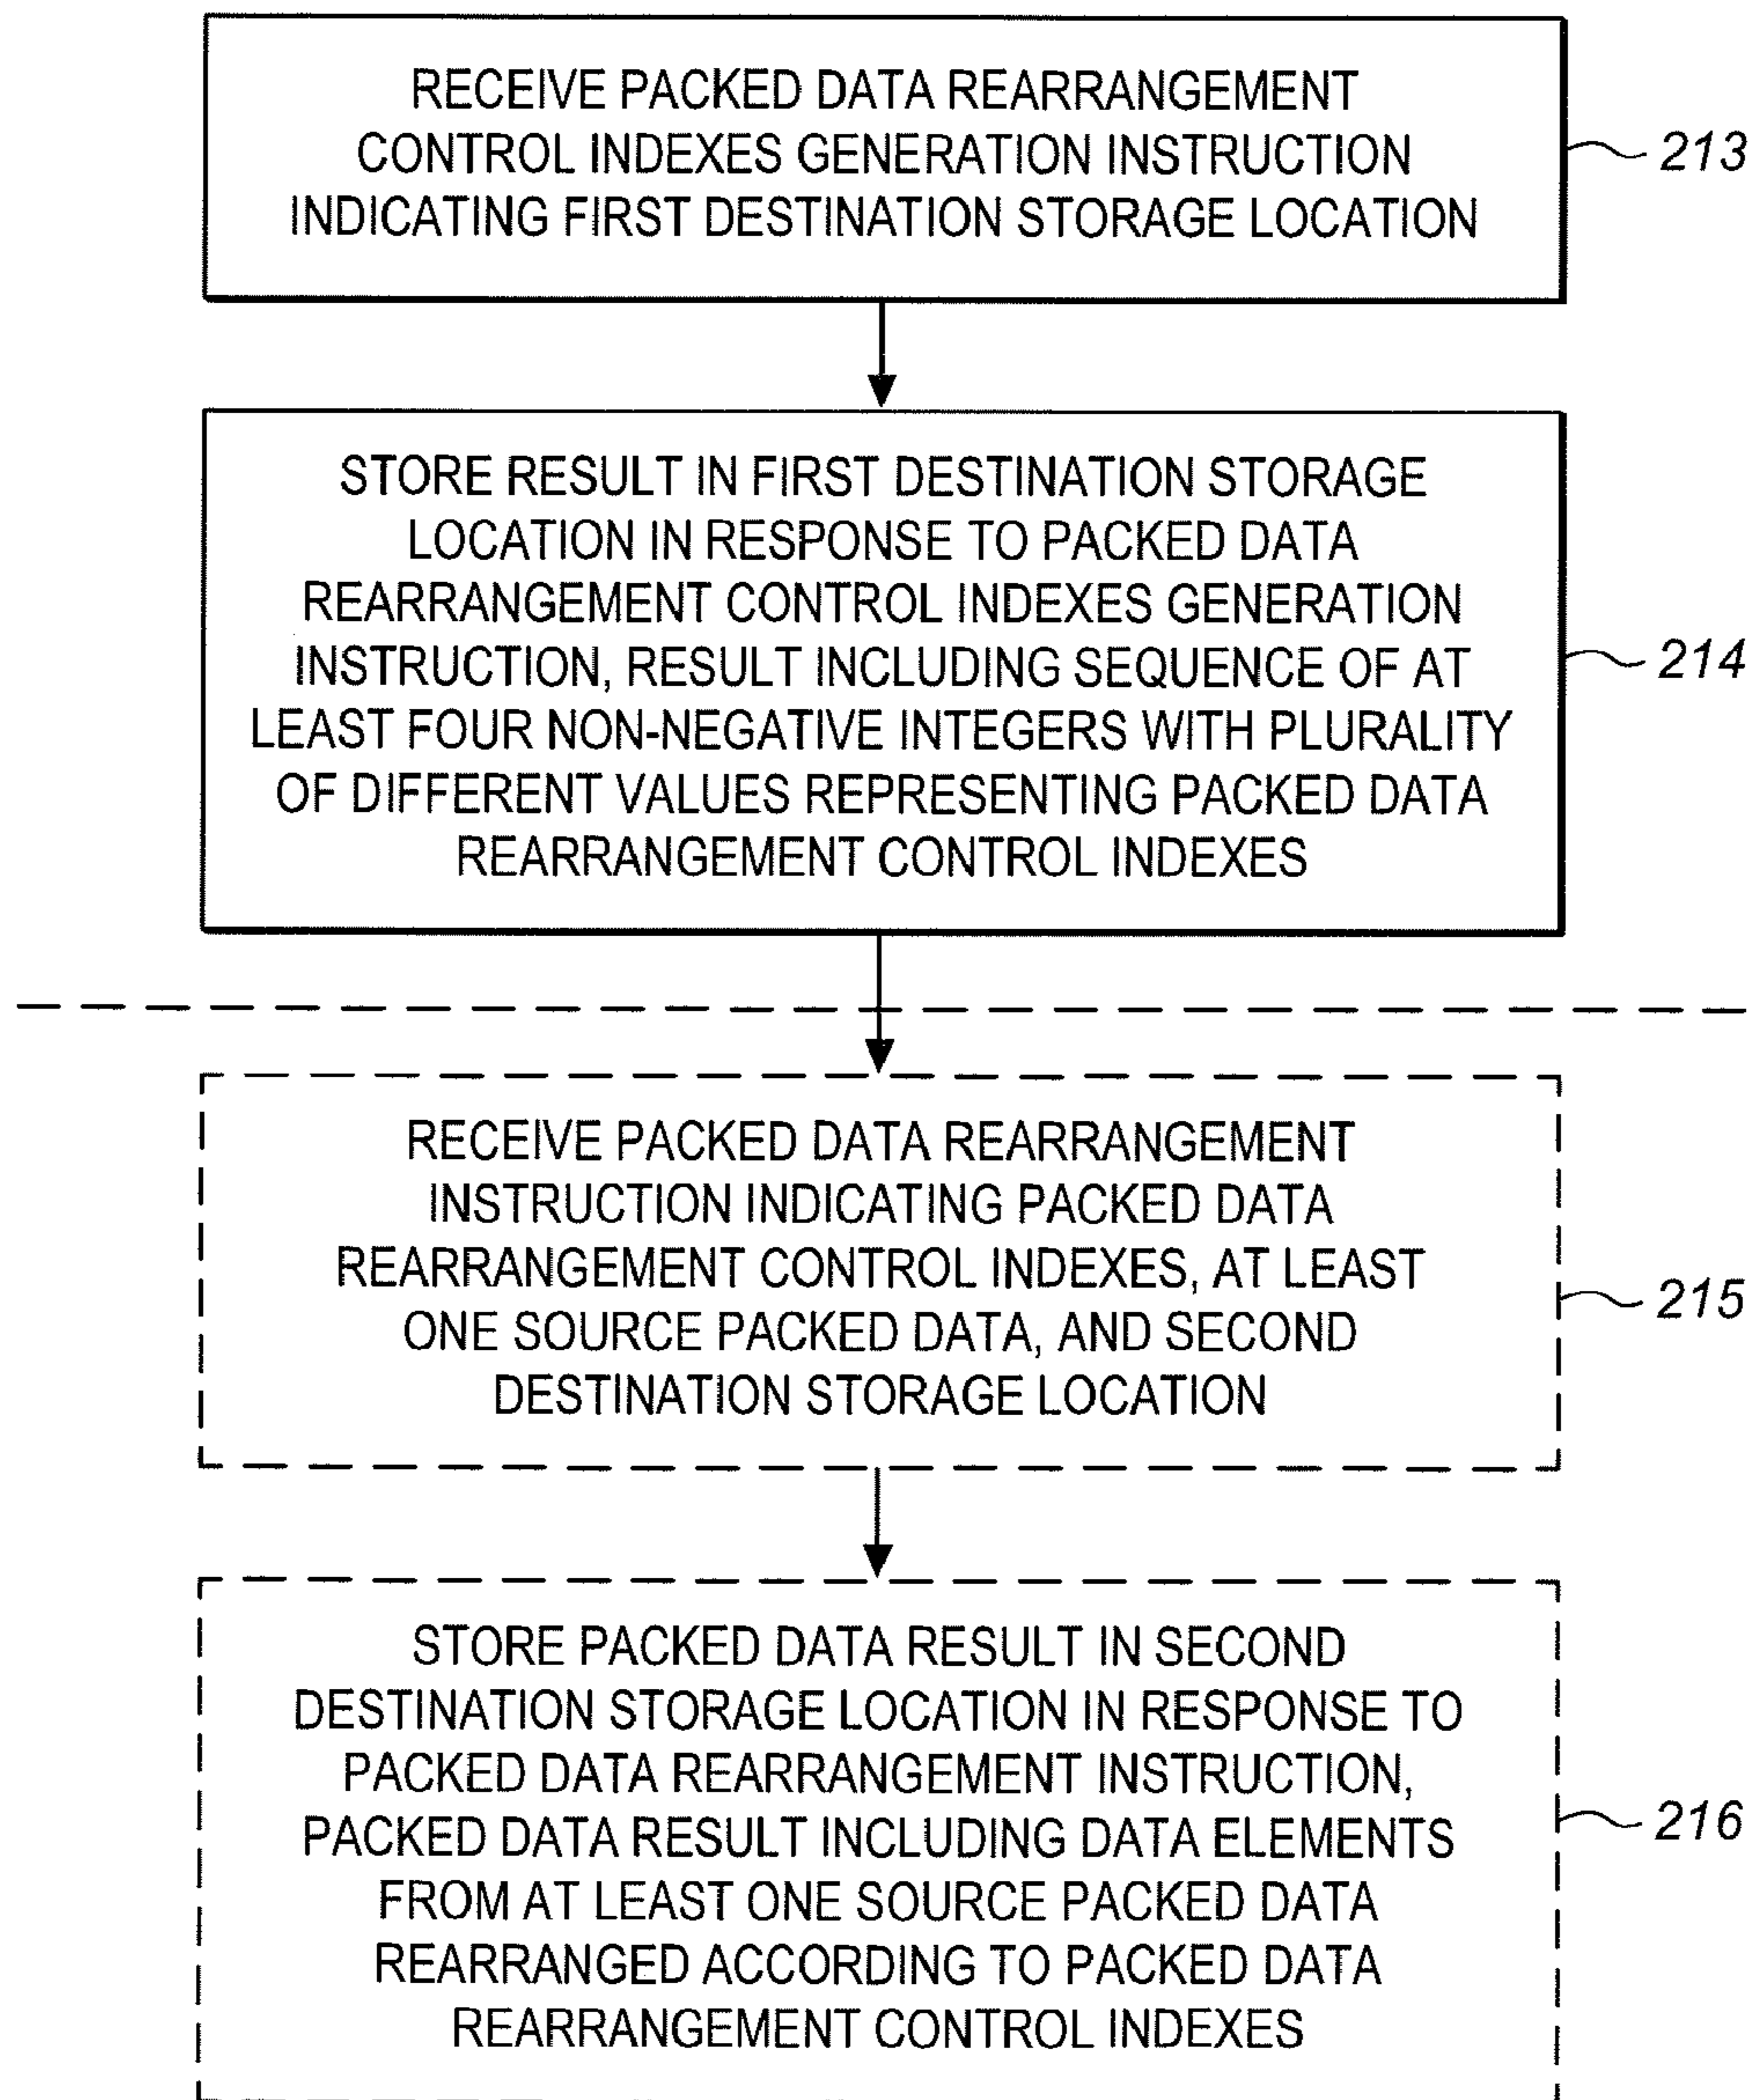 RECEIVE PACKED DATA REARRANGEMENT
CONTROL INDEXES GENERATION INSTRUCTION
INDICATING FIRST DESTINATION STORAGE LOCATION
213
STORE RESULT IN FIRST DESTINATION STORAGE
LOCATION IN RESPONSE TO PACKED DATA
REARRANGEMENT CONTROL INDEXES GENERATION
INSTRUCTION, RESULT INCLUDING SEQUENCE OF AT
LEAST FOUR NON-NEGATIVE INTEGERS WITH PLURALITY
OF DIFFERENT VALUES REPRESENTING PACKED DATA
REARRANGEMENT CONTROL INDEXES
214
RECEIVE PACKED DATA REARRANGEMENT
INSTRUCTION INDICATING PACKED DATA
REARRANGEMENT CONTROL INDEXES, AT LEAST
ONE SOURCE PACKED DATA, AND SECOND
DESTINATION STORAGE LOCATION
215
STORE PACKED DATA RESULT IN SECOND
DESTINATION STORAGE LOCATION IN RESPONSE TO
PACKED DATA REARRANGEMENT INSTRUCTION,
PACKED DATA RESULT INCLUDING DATA ELEMENTS
FROM AT LEAST ONE SOURCE PACKED DATA
REARRANGED ACCORDING TO PACKED DATA
REARRANGEMENT CONTROL INDEXES
216